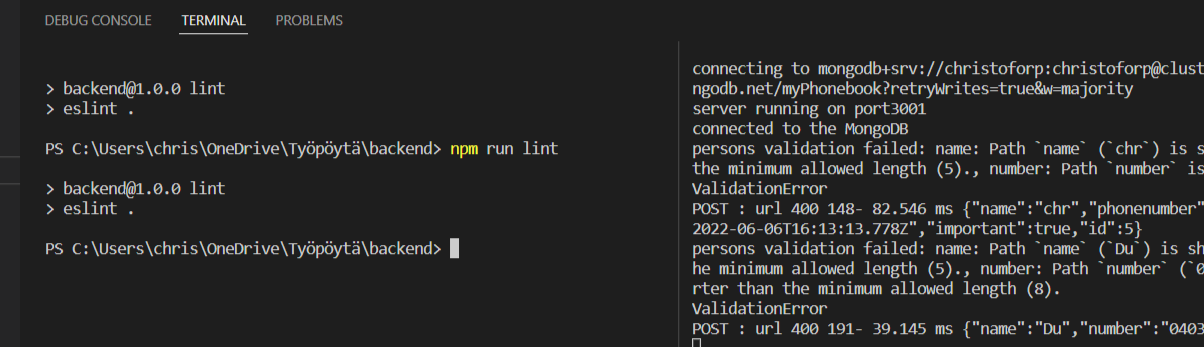 DEBUG CONSOLE TERMINAL PROBLEMS
> backend@1.0.0 lint
> eslint .
PS C:\Users\chris\OneDrive\Työpöytä\backend> npm run lint
> backend@1.0.0 lint
> eslint .
PS C:\Users\chris\OneDrive\Työpöytä\backend>
connecting to mongodb+srv://christoforp:christoforp@clust
ngodb.net/myPhonebook?retryWrites=true&w=majority
server running on port3001
connected to the MongoDB
persons validation failed: name: Path `name` (`chr`) is s
the minimum allowed length (5)., number: Path `number` is
ValidationError
POST : url 400 148- 82.546 ms {"name":"chr","phonenumber"
2022-06-06T16:13:13.778Z","important":true,"id":5}
persons validation failed: name: Path `name` (`Du`) is sh
he minimum allowed length (5)., number: Path `number` (`0
rter than the minimum allowed length (8).
ValidationError
POST : url 400 191- 39.145 ms {"name":"Du","number":"0403